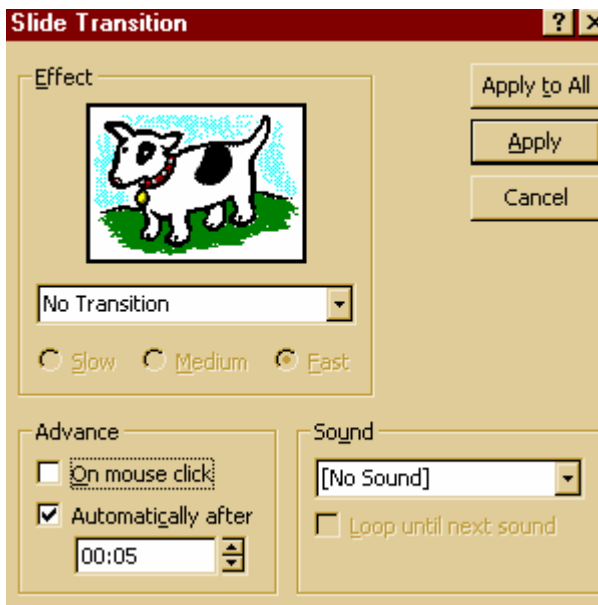 Slide Transition
Effect
Apply to All
Apply
Cancel
No Transition
Slow Medium Fast
Advance
On mouse click
Automatically after
00:05
Sound
[No Sound]
Loop until next sound